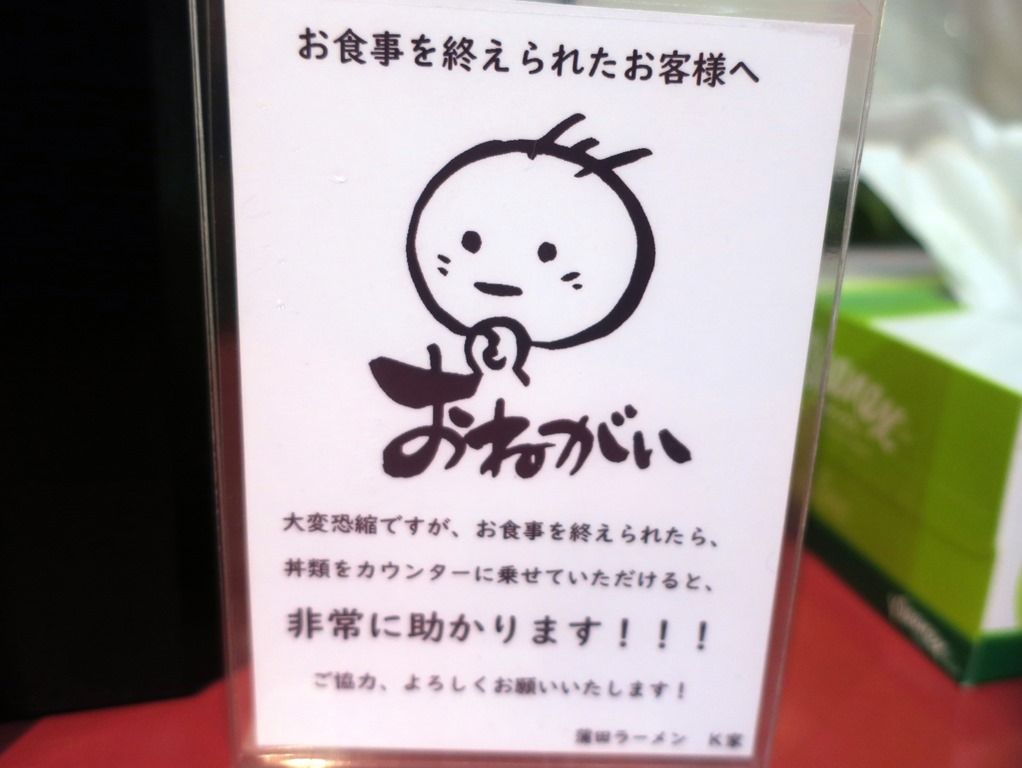 お食事を終えられたお客様へ
おねがい
大変恐縮ですが、お食事を終えられたら、
丼類をカウンターに乗せていただけると、
非常に助かります!!!
ご協力、よろしくお願いいたします!
蒲田ラーメン K家